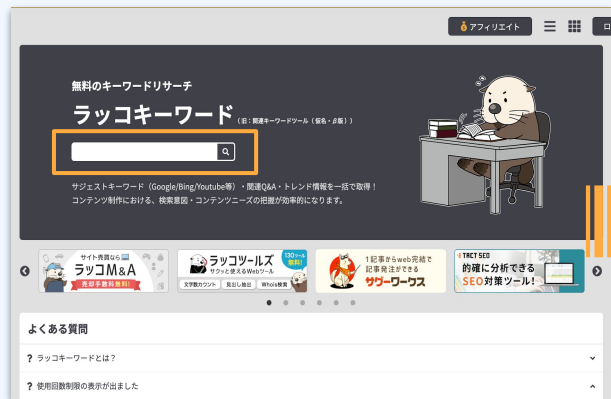 アフィリエイト
ロ
無料のキーワードリサーチ
ラッコキーワード(旧：関連キーワードツール(仮名・β版))
サジェストキーワード（Google/Bing/Youtube等）・関連Q&A・トレンド情報を一括で取得！
コンテンツ制作における、検索意図・コンテンツニーズの把握が効率的になります。
サイト売買なら
ラッコM&A
売却手数料無料!
ラッコツールズ
サクッと使えるWebツール
130ツール
無料!
文字数カウント
見出し抽出
Whois検索
1記事からweb完結で
記事発注ができる
サグーワークス
TACT SEO
的確に分析できる
SEO対策ツール!
よくある質問
? ラッコキーワードとは？
? 使用回数制限の表示が出ました